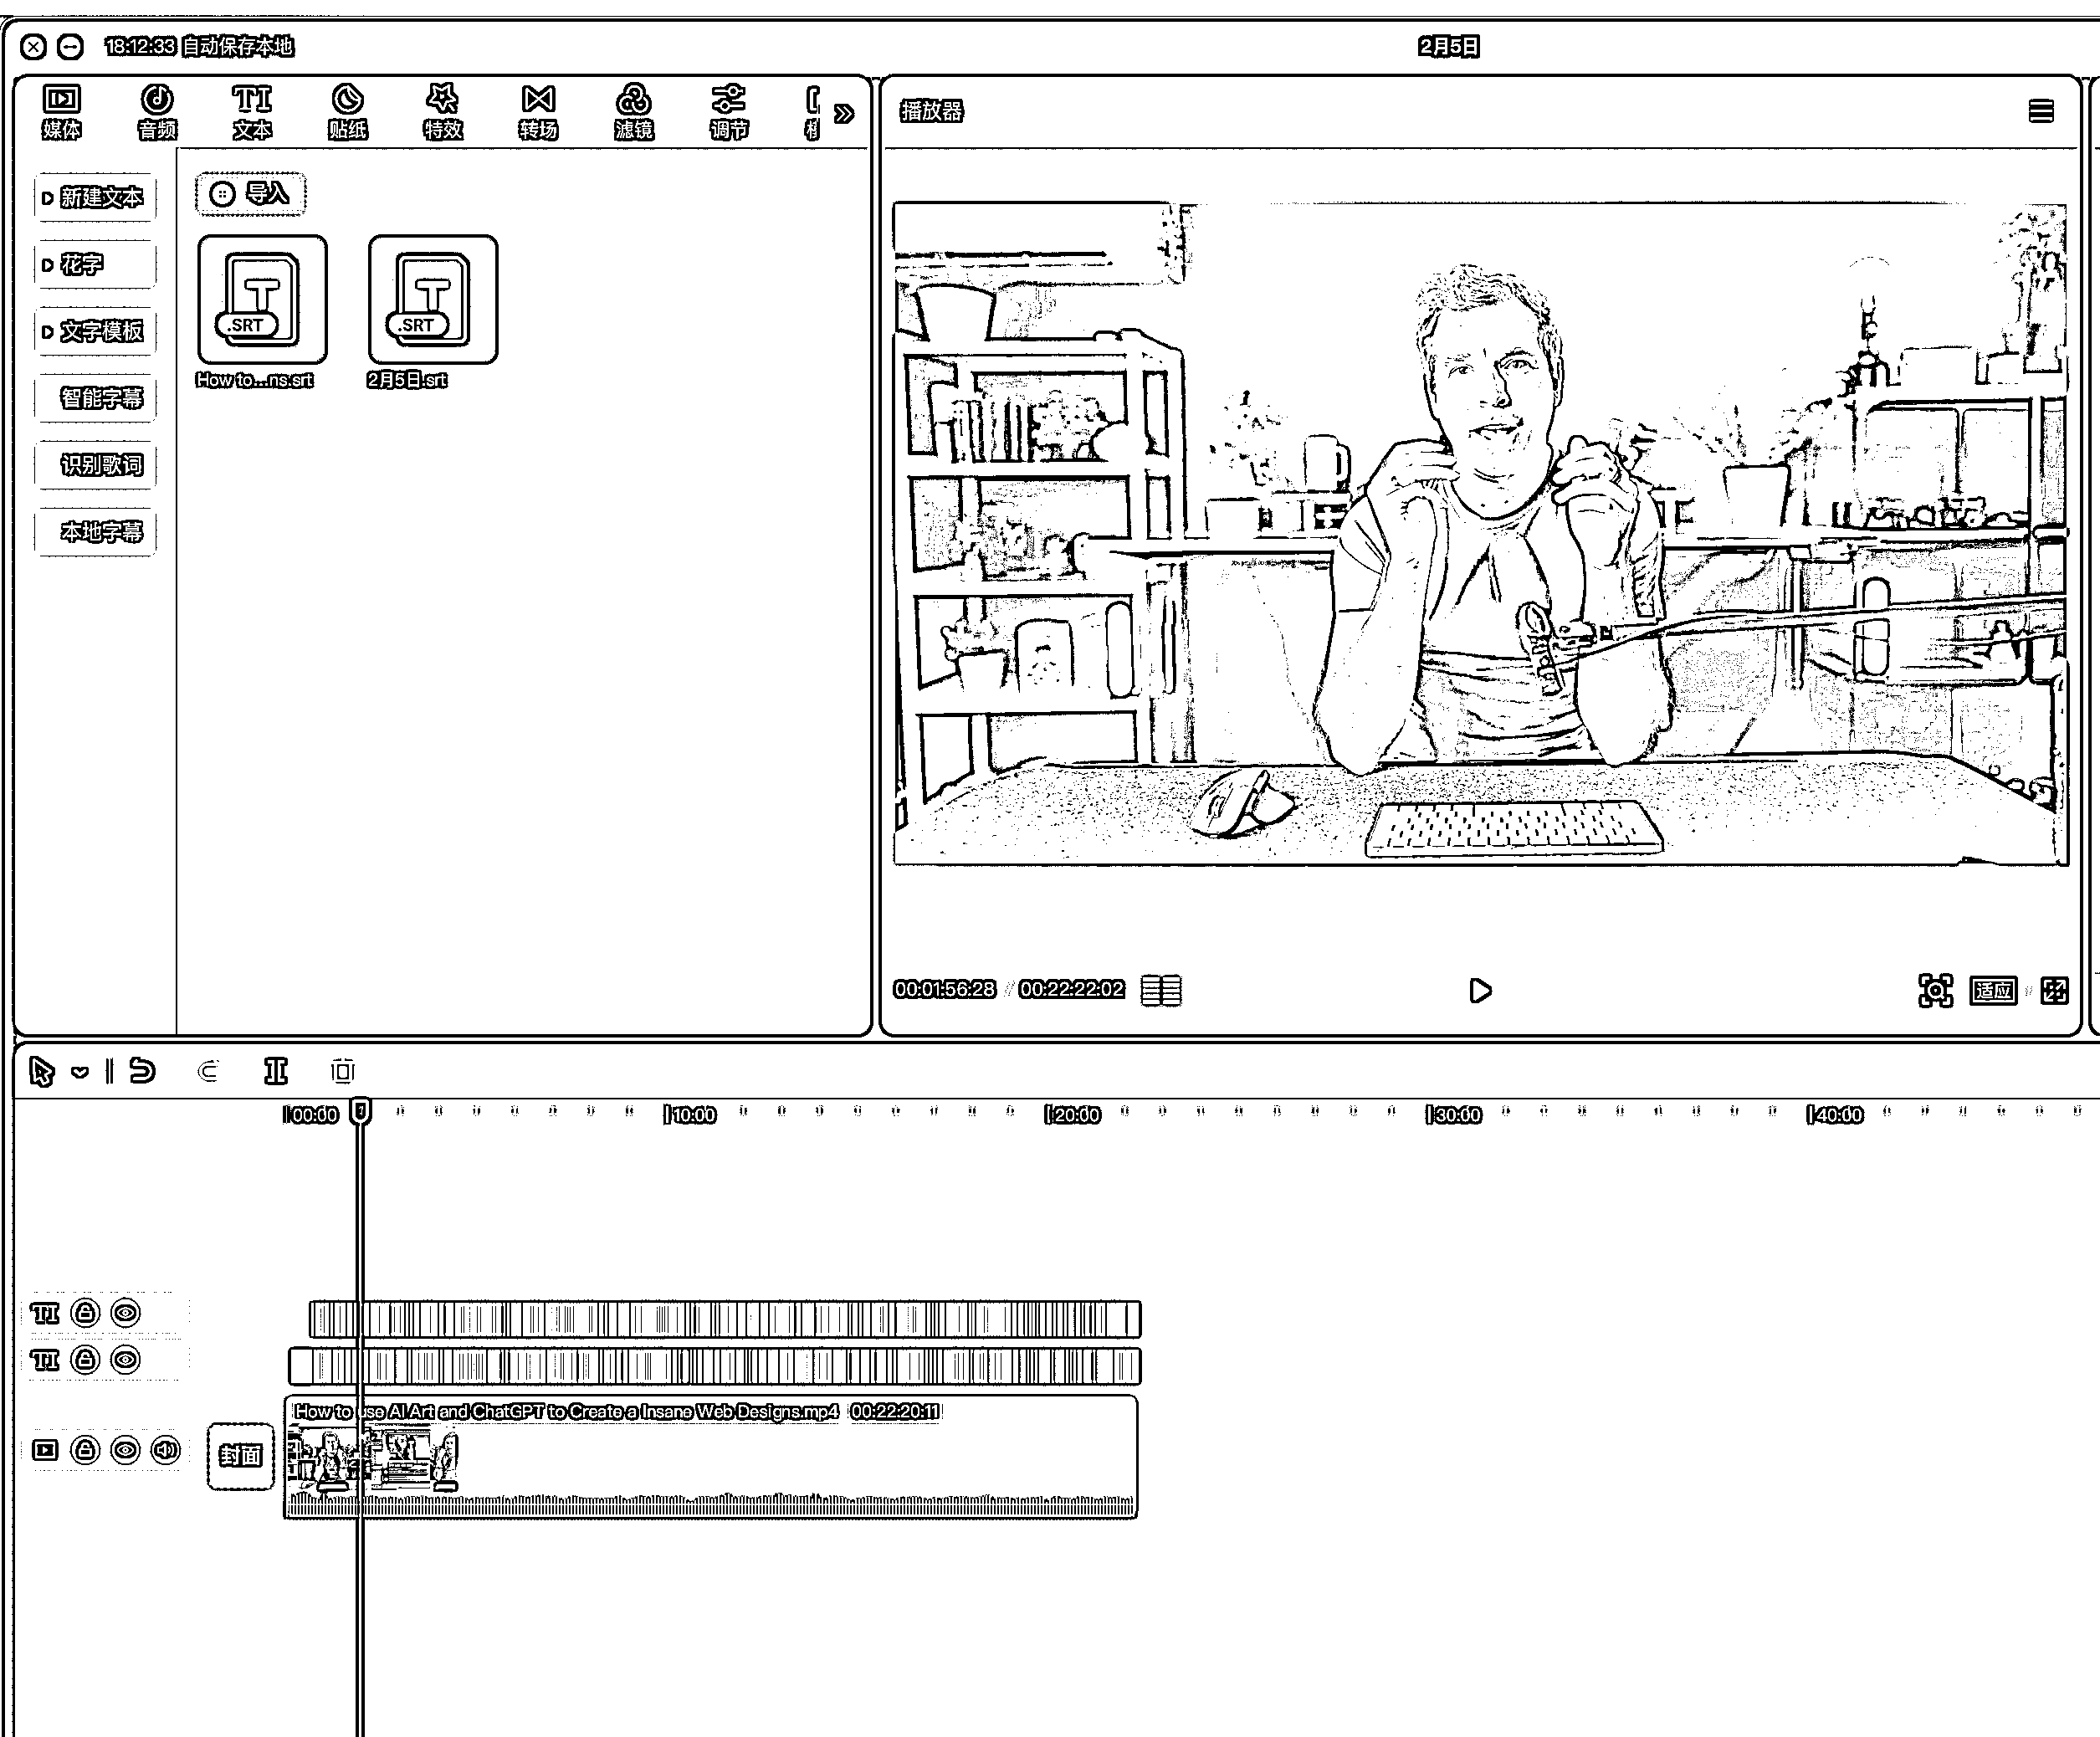 18:12:33 自动保存本地
2月5日
媒体 音频 文本 贴纸 特效 转场 滤镜 调节
播放器
新建文本
导入
花字
文字模板
智能字幕
识别歌词
本地字幕
.SRT .SRT
How to...ns.srt 2月5日.srt
00:01:56:28 00:22:22:02
适应
00:00 10:00 20:00 30:00 40:00
TI
TI
How to use AI Art and ChatGPT to Create a Insane Web Designs.mp4 00:22:20:11
封面